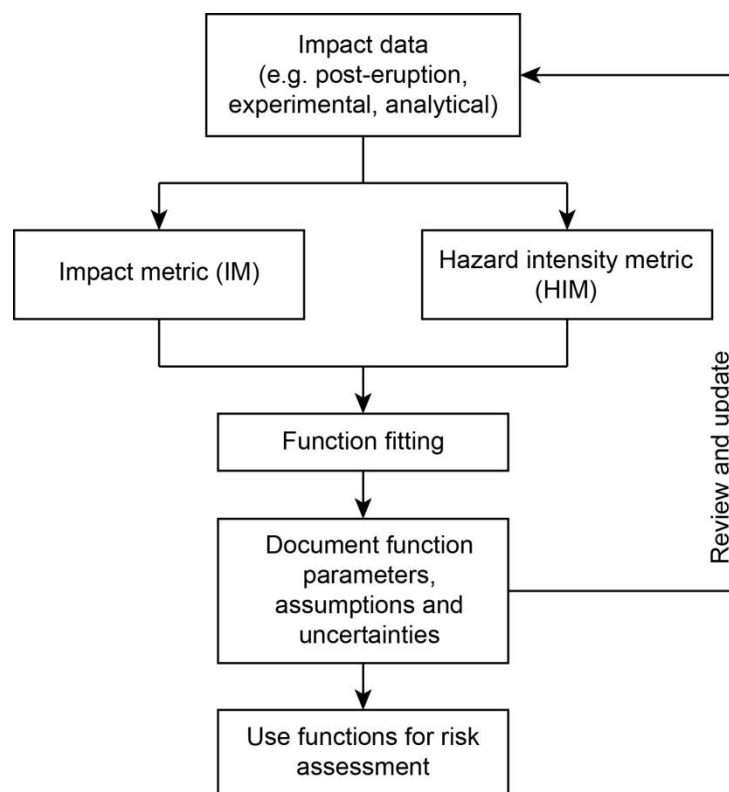 Impact data
(e.g. post-eruption,
experimental, analytical)
Impact metric (IM)
Hazard intensity metric
(HIM)
Function fitting
Document function
parameters,
assumptions and
uncertainties
Review and update
Use functions for risk
assessment